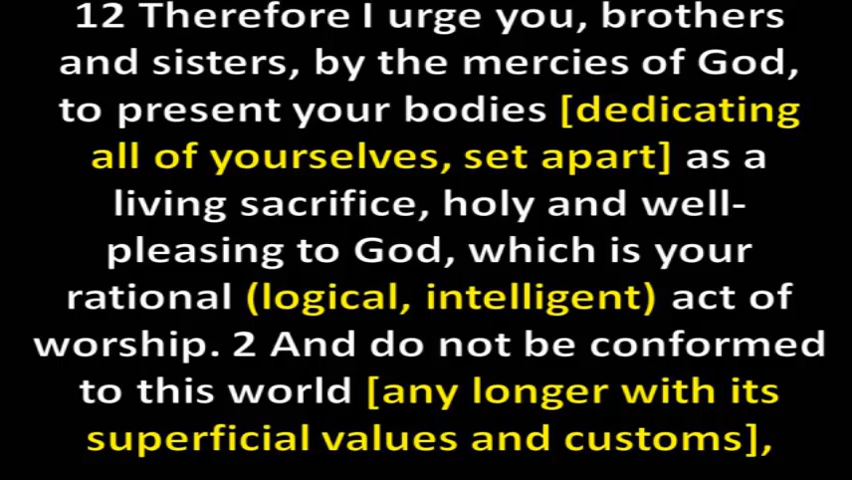 12 Therefore I urge you, brothers
and sisters, by the mercies of God,
to present your bodies [dedicating
all of yourselves, set apart] as a
living sacrifice, holy and well-
pleasing to God, which is your
rational (logical, intelligent) act of
worship. 2 And do not be conformed
to this world [any longer with its
superficial values and customs],